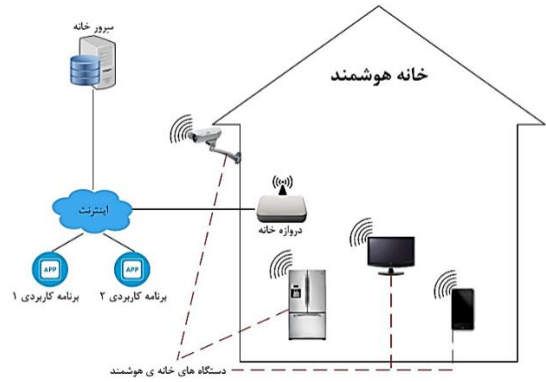 سرور خانه
خانه هوشمند
اینترنت
دروازه خانه
APP
APP
برنامه کاربردی ۲
برنامه کاربردی ۱
دستگاه های خانه ی هوشمند